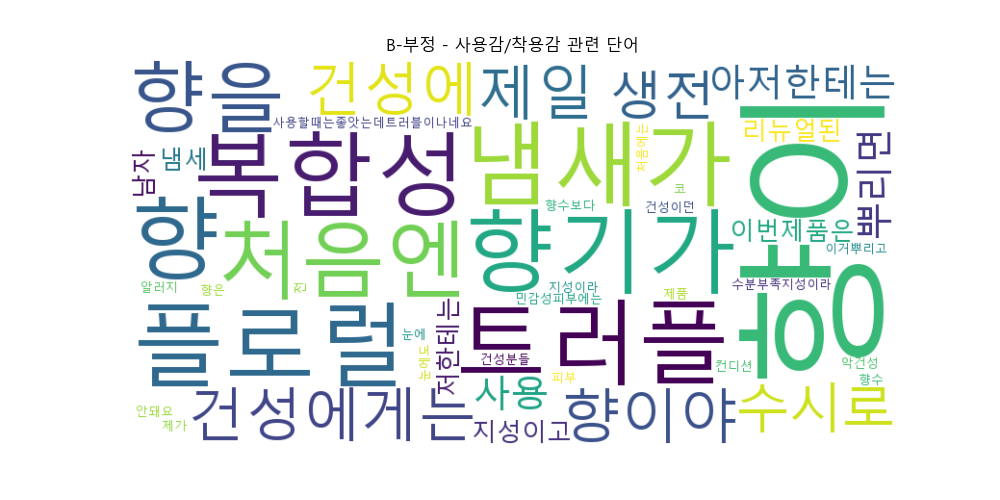 B-부정 - 사용감/착용감 관련 단어
향을
건성에
제일
생전
아저한테는
사용할때는좋앗는데트러블이나네요
리뉴얼된
처음에는
남자
냄세
복합성
냄새가
향이
뿌리면
코
향수보다
건성이던
향
처음엔
향기가
이번제품은
이거뿌리고
알러지
향은
전
지성이라
민감성피부에는
제품
수분부족지성이라
플로럴
눈에
눈에도
저한테는
트러플
건성분들
피부
컨디션
악건성
향수
안돼요
제가
건성에게는
사용
지성이고
향이야
수시로